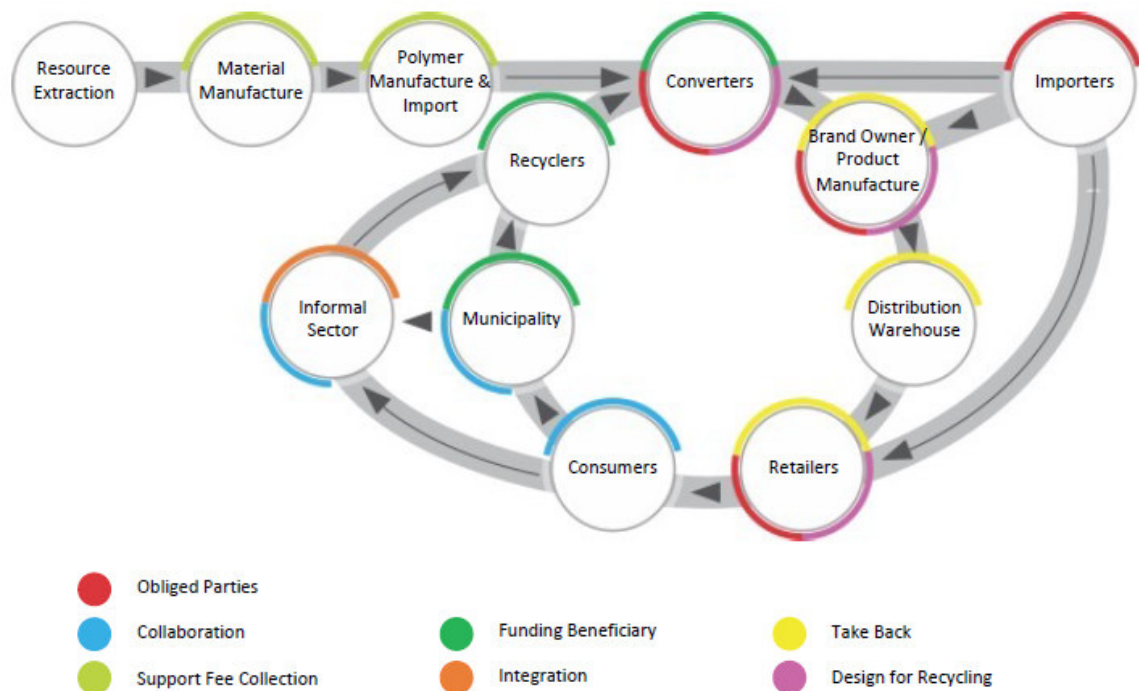 Resource
Extraction
Material
Manufacture
Polymer
Manufacture &
Import
Converters
Importers
Recyclers
Brand Owner /
Product
Manufacture
Informal
Sector
Municipality
Distribution
Warehouse
Consumers
Retailers
Obliged Parties
Collaboration
Funding Beneficiary
Take Back
Support Fee Collection
Integration
Design for Recycling